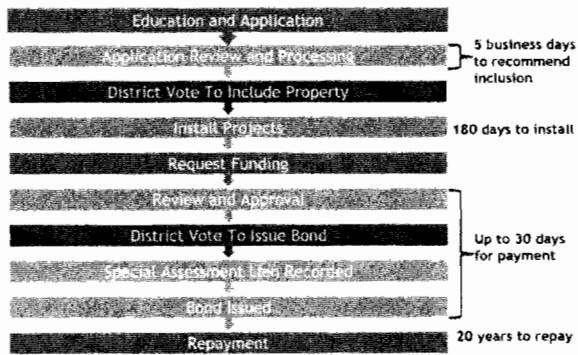 Education and Application
Application Review and Processing
5 business days
to recommend
inclusion
District Vote To Include Property
Install Projects
180 days to install
Request Funding
Review and Approval
District Vote To Issue Bond
Up to 30 days
for payment
Special Assessment Lien Recorded
Bond Issued
Repayment
20 years to repay